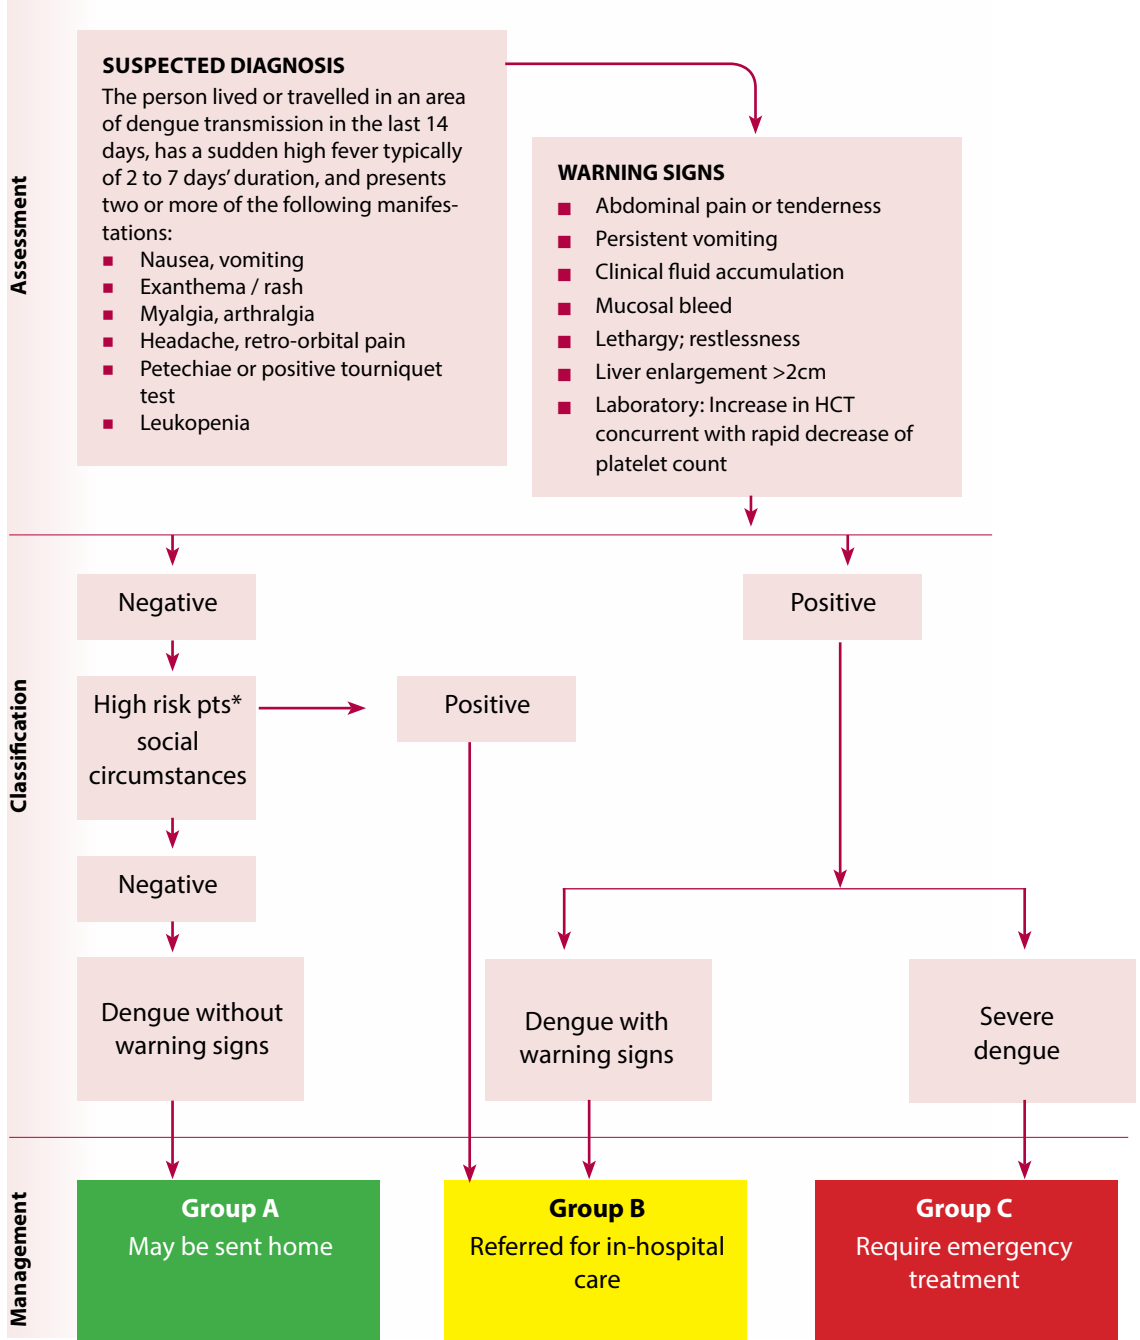 Assessment
SUSPECTED DIAGNOSIS
The person lived or travelled in an area
of dengue transmission in the last 14
days, has a sudden high fever typically
of 2 to 7 days’ duration, and presents
two or more of the following manifes-
tations:
■ Nausea, vomiting
■ Exanthema / rash
■ Myalgia, arthralgia
■ Headache, retro-orbital pain
■ Petechiae or positive tourniquet
test
■ Leukopenia
WARNING SIGNS
■ Abdominal pain or tenderness
■ Persistent vomiting
■ Clinical fluid accumulation
■ Mucosal bleed
■ Lethargy; restlessness
■ Liver enlargement >2cm
■ Laboratory: Increase in HCT
concurrent with rapid decrease of
platelet count
Classification
Negative
Positive
High risk pts*
social
circumstances
Positive
Negative
Dengue without
warning signs
Dengue with
warning signs
Severe
dengue
Management
Group A
May be sent home
Group B
Referred for in-hospital
care
Group C
Require emergency
treatment